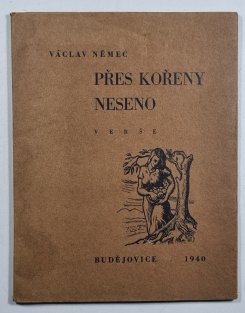 VÁCLAV NĚMEC
PŘES KOŘENY
NESENO
VERŠE
BUDĚJOVICE 1940